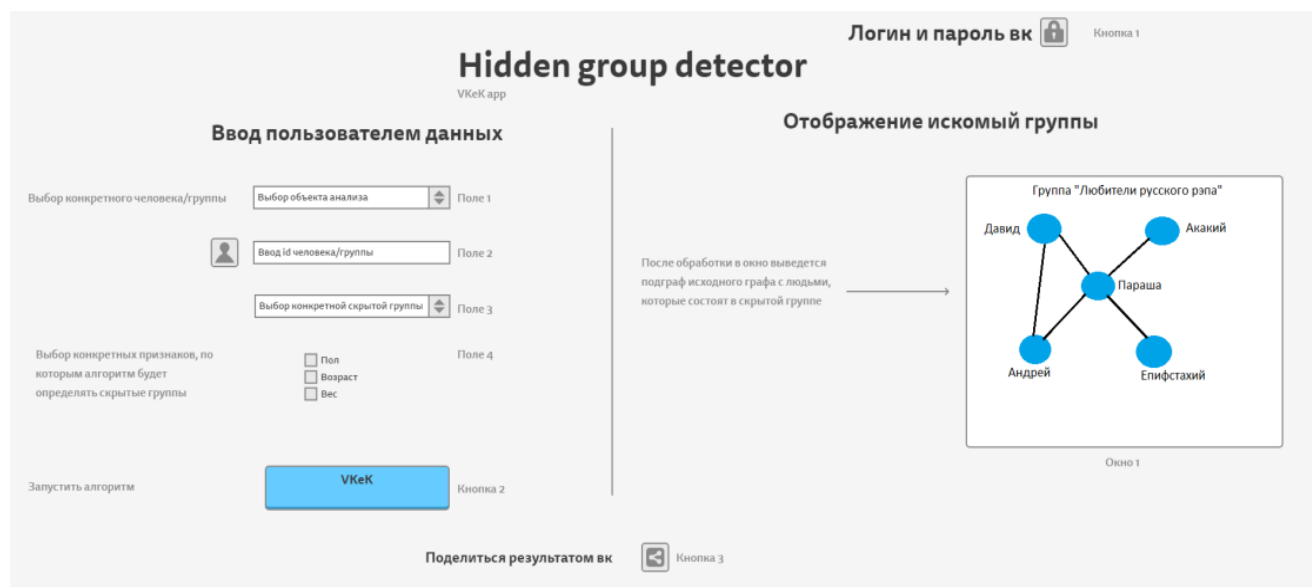 Логин и пароль вк
Кнопка 1
Hidden group detector
VKeK app
Ввод пользователем данных
Выбор конкретного человека/группы
Выбор объекта анализа
Поле 1
Ввод id человека/группы
Поле 2
Выбор конкретной скрытой группы
Поле 3
Выбор конкретных признаков, по
которым алгоритм будет
определять скрытые группы
Пол
Возраст
Вес
Поле 4
Запустить алгоритм
VKeK
Кнопка 2
Отображение искомый группы
После обработки в окно выведется
подграф исходного графа с людьми,
которые состоят в скрытой группе
Группа "Любители русского рэпа"
Давид
Акакий
Параша
Андрей
Епифстахий
Окно 1
Поделиться результатом вк
Кнопка 3